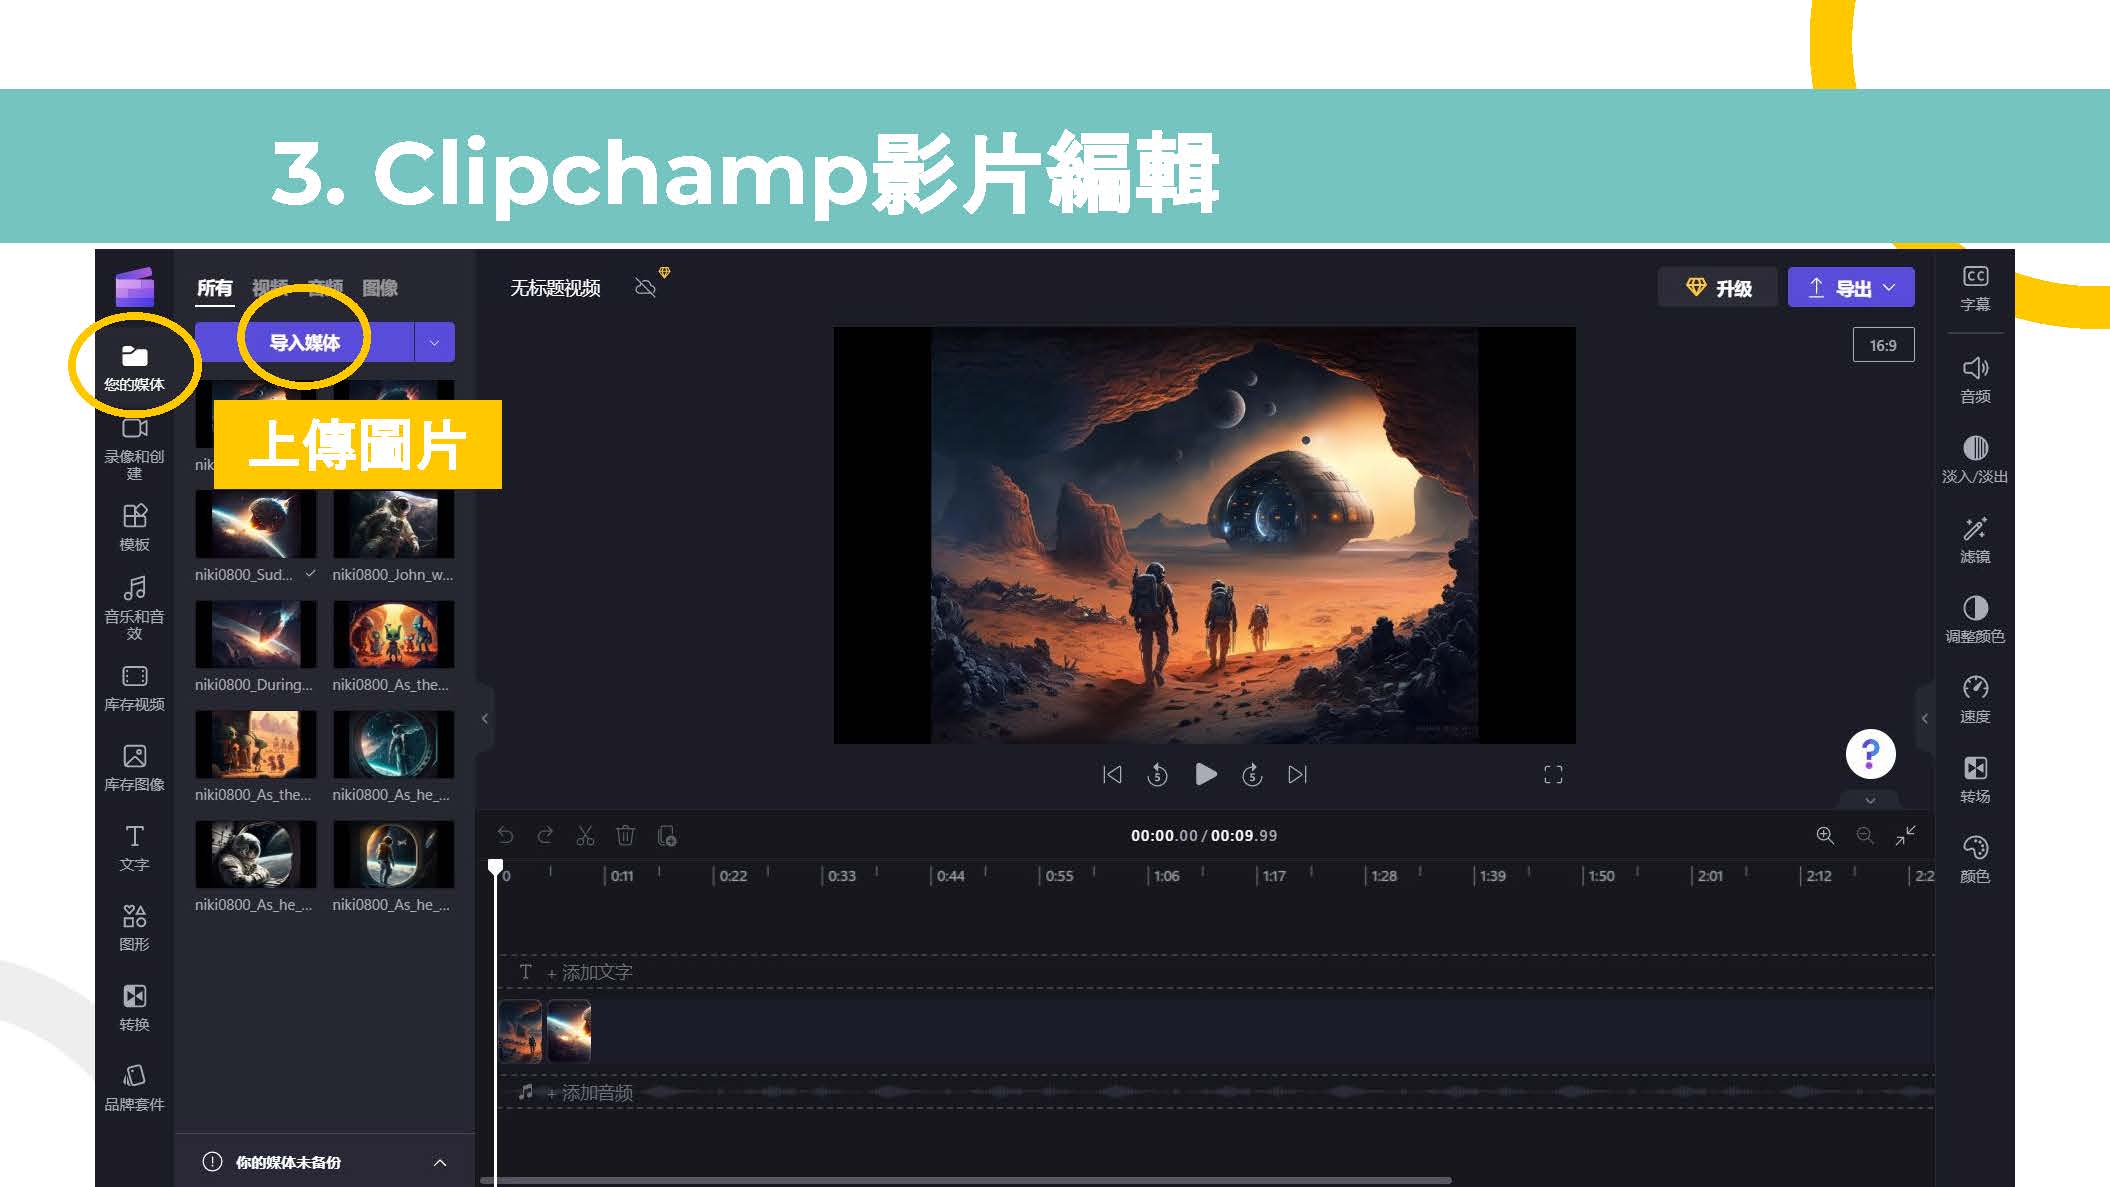 3. Clipchamp影片編輯
所有 视频 音频 图像
导入媒体
您的媒体
上傳圖片
录像和创
建
模板
音乐和音
效
库存视频
库存图像
文字
图形
转换
品牌套件
nik
niki0800_Sud...
niki0800_John_w...
niki0800_During...
niki0800_As_the...
niki0800_As_the...
niki0800_As_he_...
niki0800_As_he_...
niki0800_As_he_...
你的媒体未备份
无标题视频
升级
导出
16:9
5
5
?
00:00.00 / 00:09.99
0 0:11 0:22 0:33 0:44 0:55 1:06 1:17 1:28 1:39 1:50 2:01 2:12 2:2
T + 添加文字
+ 添加音频
CC
字幕
音频
淡入/淡出
滤镜
调整颜色
速度
转场
颜色